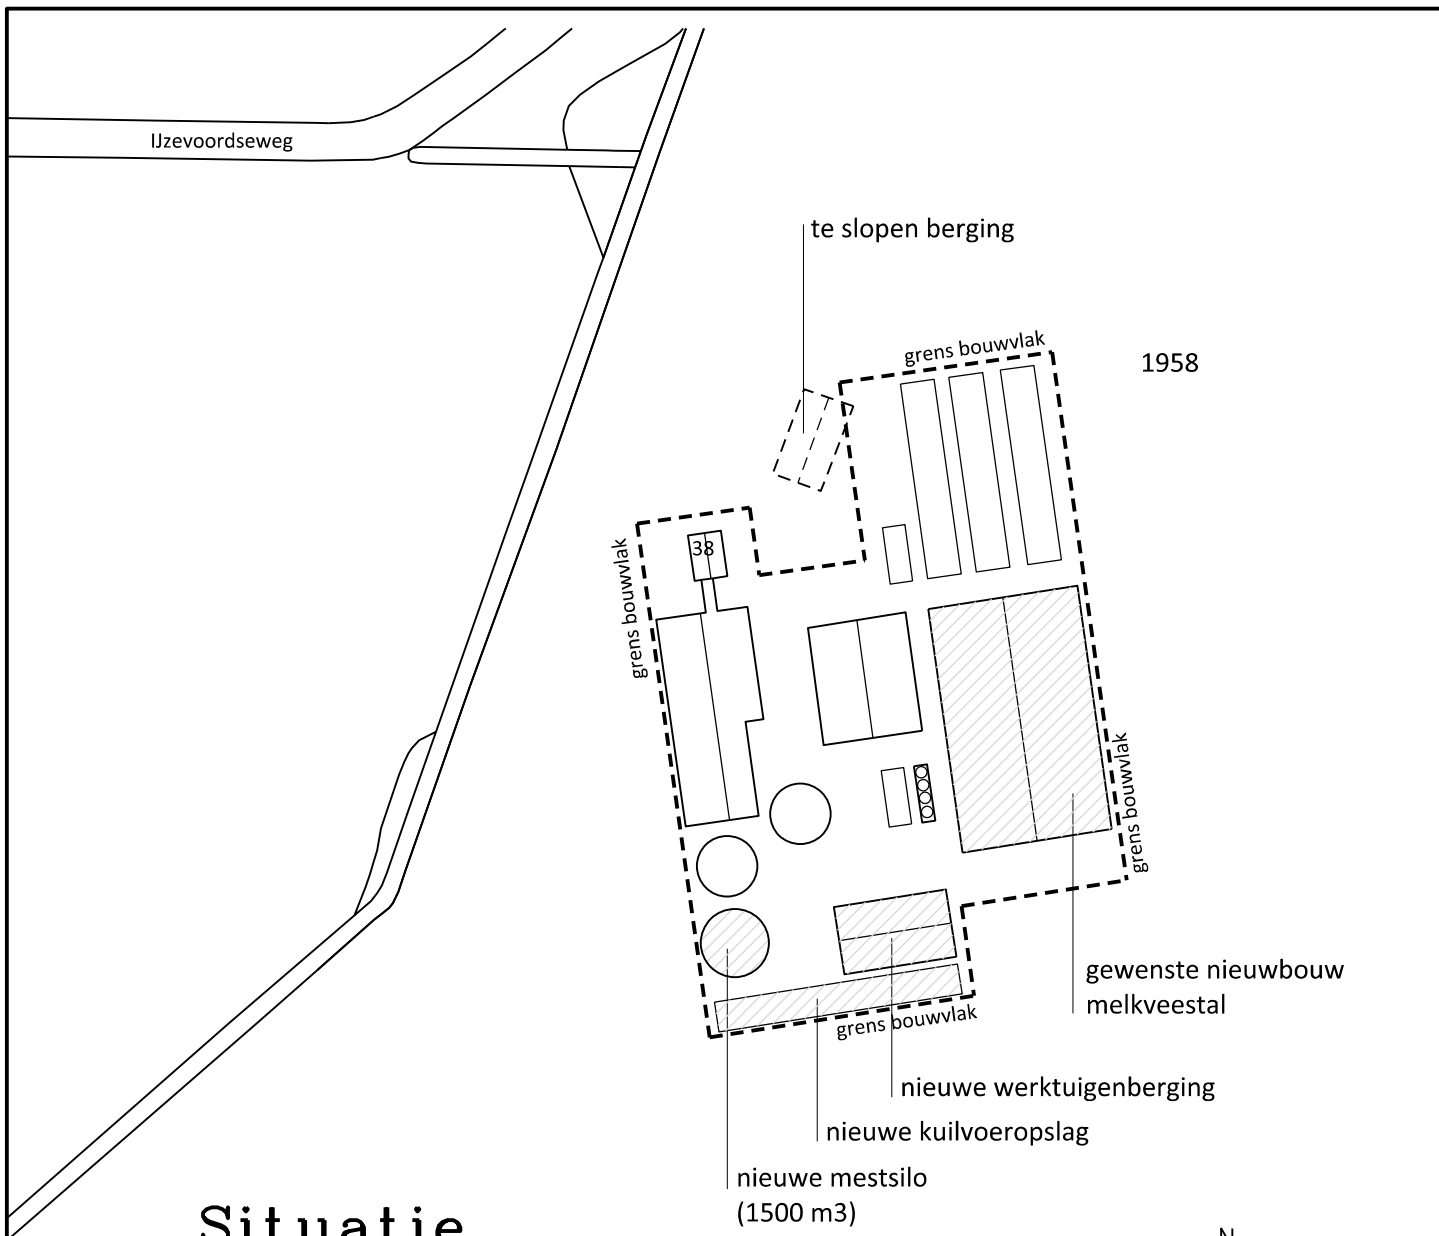 IJzevoordseweg
te slopen berging
grens bouwvlak
1958
38
grens bouwvlak
grens bouwvlak
gewenste nieuwbouw
melkveestal
grens bouwvlak
nieuwe werktuigenberging
nieuwe kuilvoeropslag
nieuwe mestsilo
(1500 m3)
Situatie
N